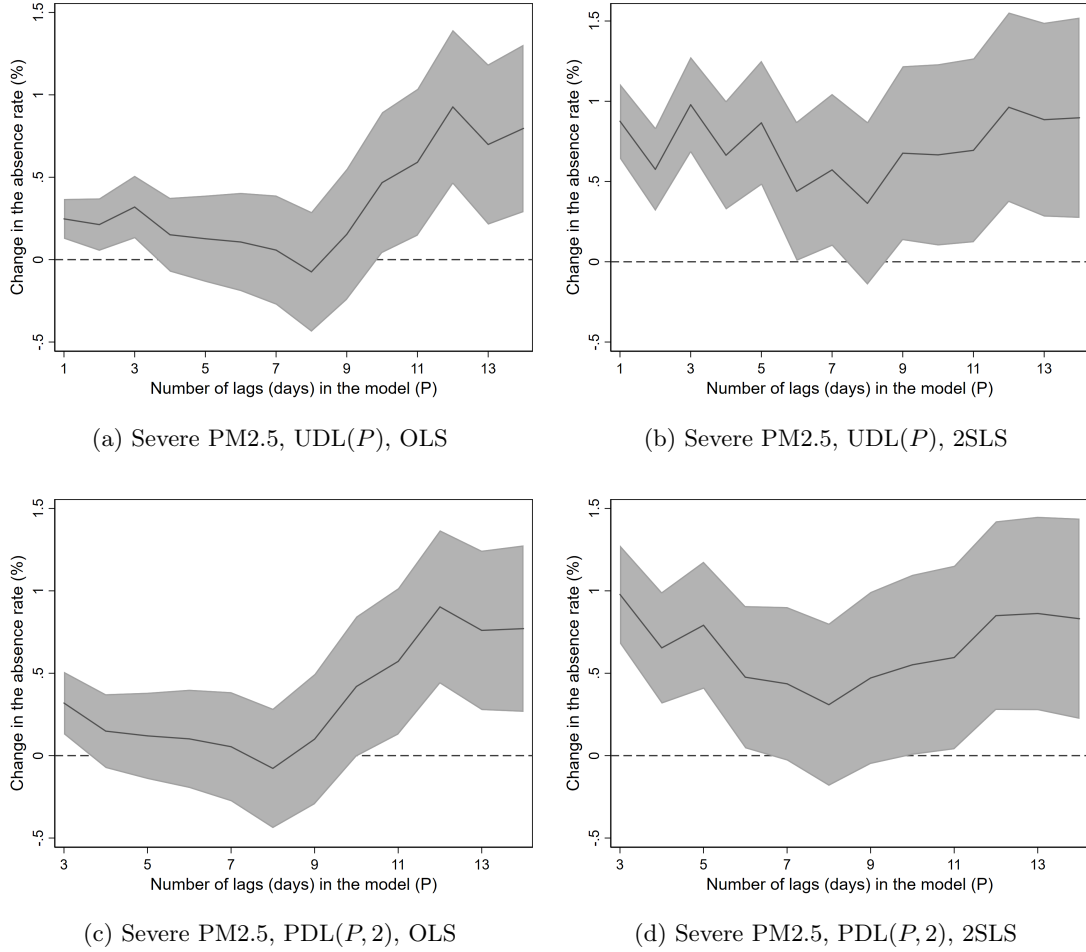 Change in the absence rate (%)
1.5
1
.5
0
-.5
1 3 5 7 9 11 13
Number of lags (days) in the model (P)
(a) Severe PM2.5, UDL(P), OLS
Change in the absence rate (%)
1.5
1
.5
0
-.5
1 3 5 7 9 11 13
Number of lags (days) in the model (P)
(b) Severe PM2.5, UDL(P), 2SLS
Change in the absence rate (%)
1.5
1
.5
0
-.5
3 5 7 9 11 13
Number of lags (days) in the model (P)
(c) Severe PM2.5, PDL(P, 2), OLS
Change in the absence rate (%)
1.5
1
.5
0
-.5
3 5 7 9 11 13
Number of lags (days) in the model (P)
(d) Severe PM2.5, PDL(P, 2), 2SLS